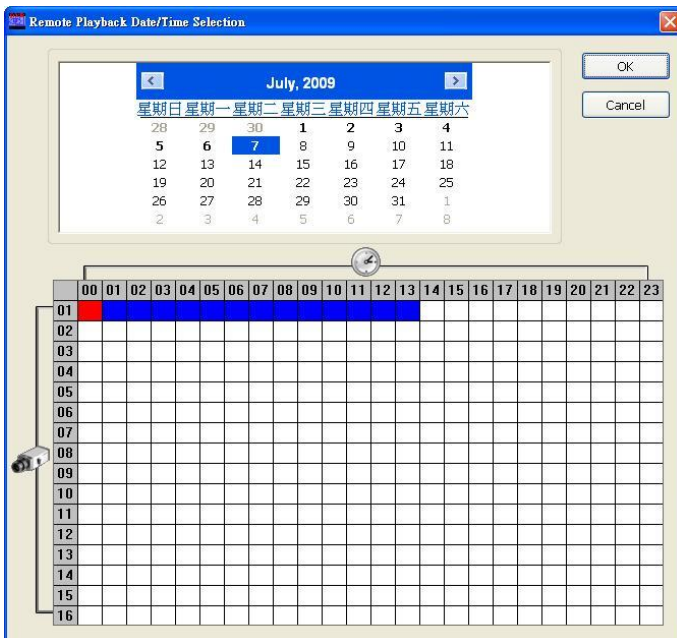 Remote Playback Date/Time Selection
OK
Cancel
July, 2009
星期日 星期一 星期二 星期三 星期四 星期五 星期六
28 29 30 1 2 3 4
5 6 7 8 9 10 11
12 13 14 15 16 17 18
19 20 21 22 23 24 25
26 27 28 29 30 31 1
2 3 4 5 6 7 8
00 01 02 03 04 05 06 07 08 09 10 11 12 13 14 15 16 17 18 19 20 21 22 23
01
02
03
04
05
06
07
08
09
10
11
12
13
14
15
16